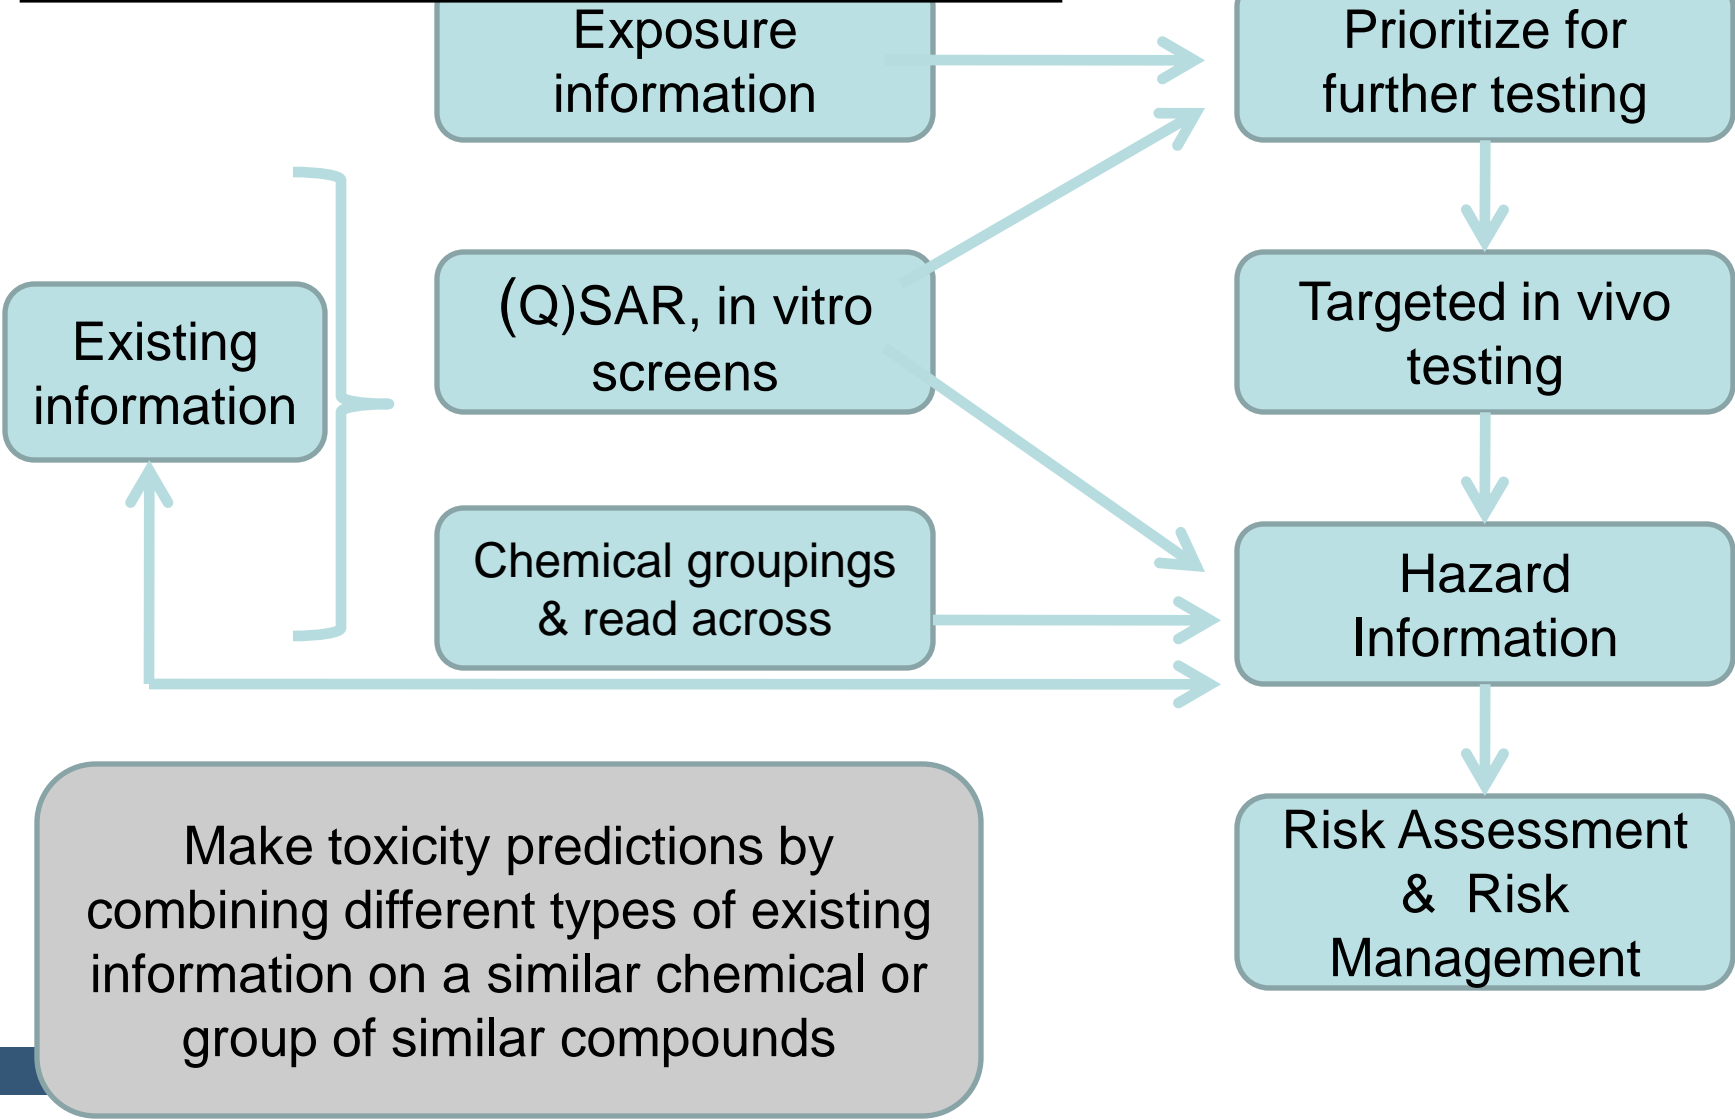 Exposure
information
Prioritize for
further testing
Existing
information
(Q)SAR, in vitro
screens
Targeted in vivo
testing
Chemical groupings
& read across
Hazard
Information
Make toxicity predictions by
combining different types of existing
information on a similar chemical or
group of similar compounds
Risk Assessment
& Risk
Management